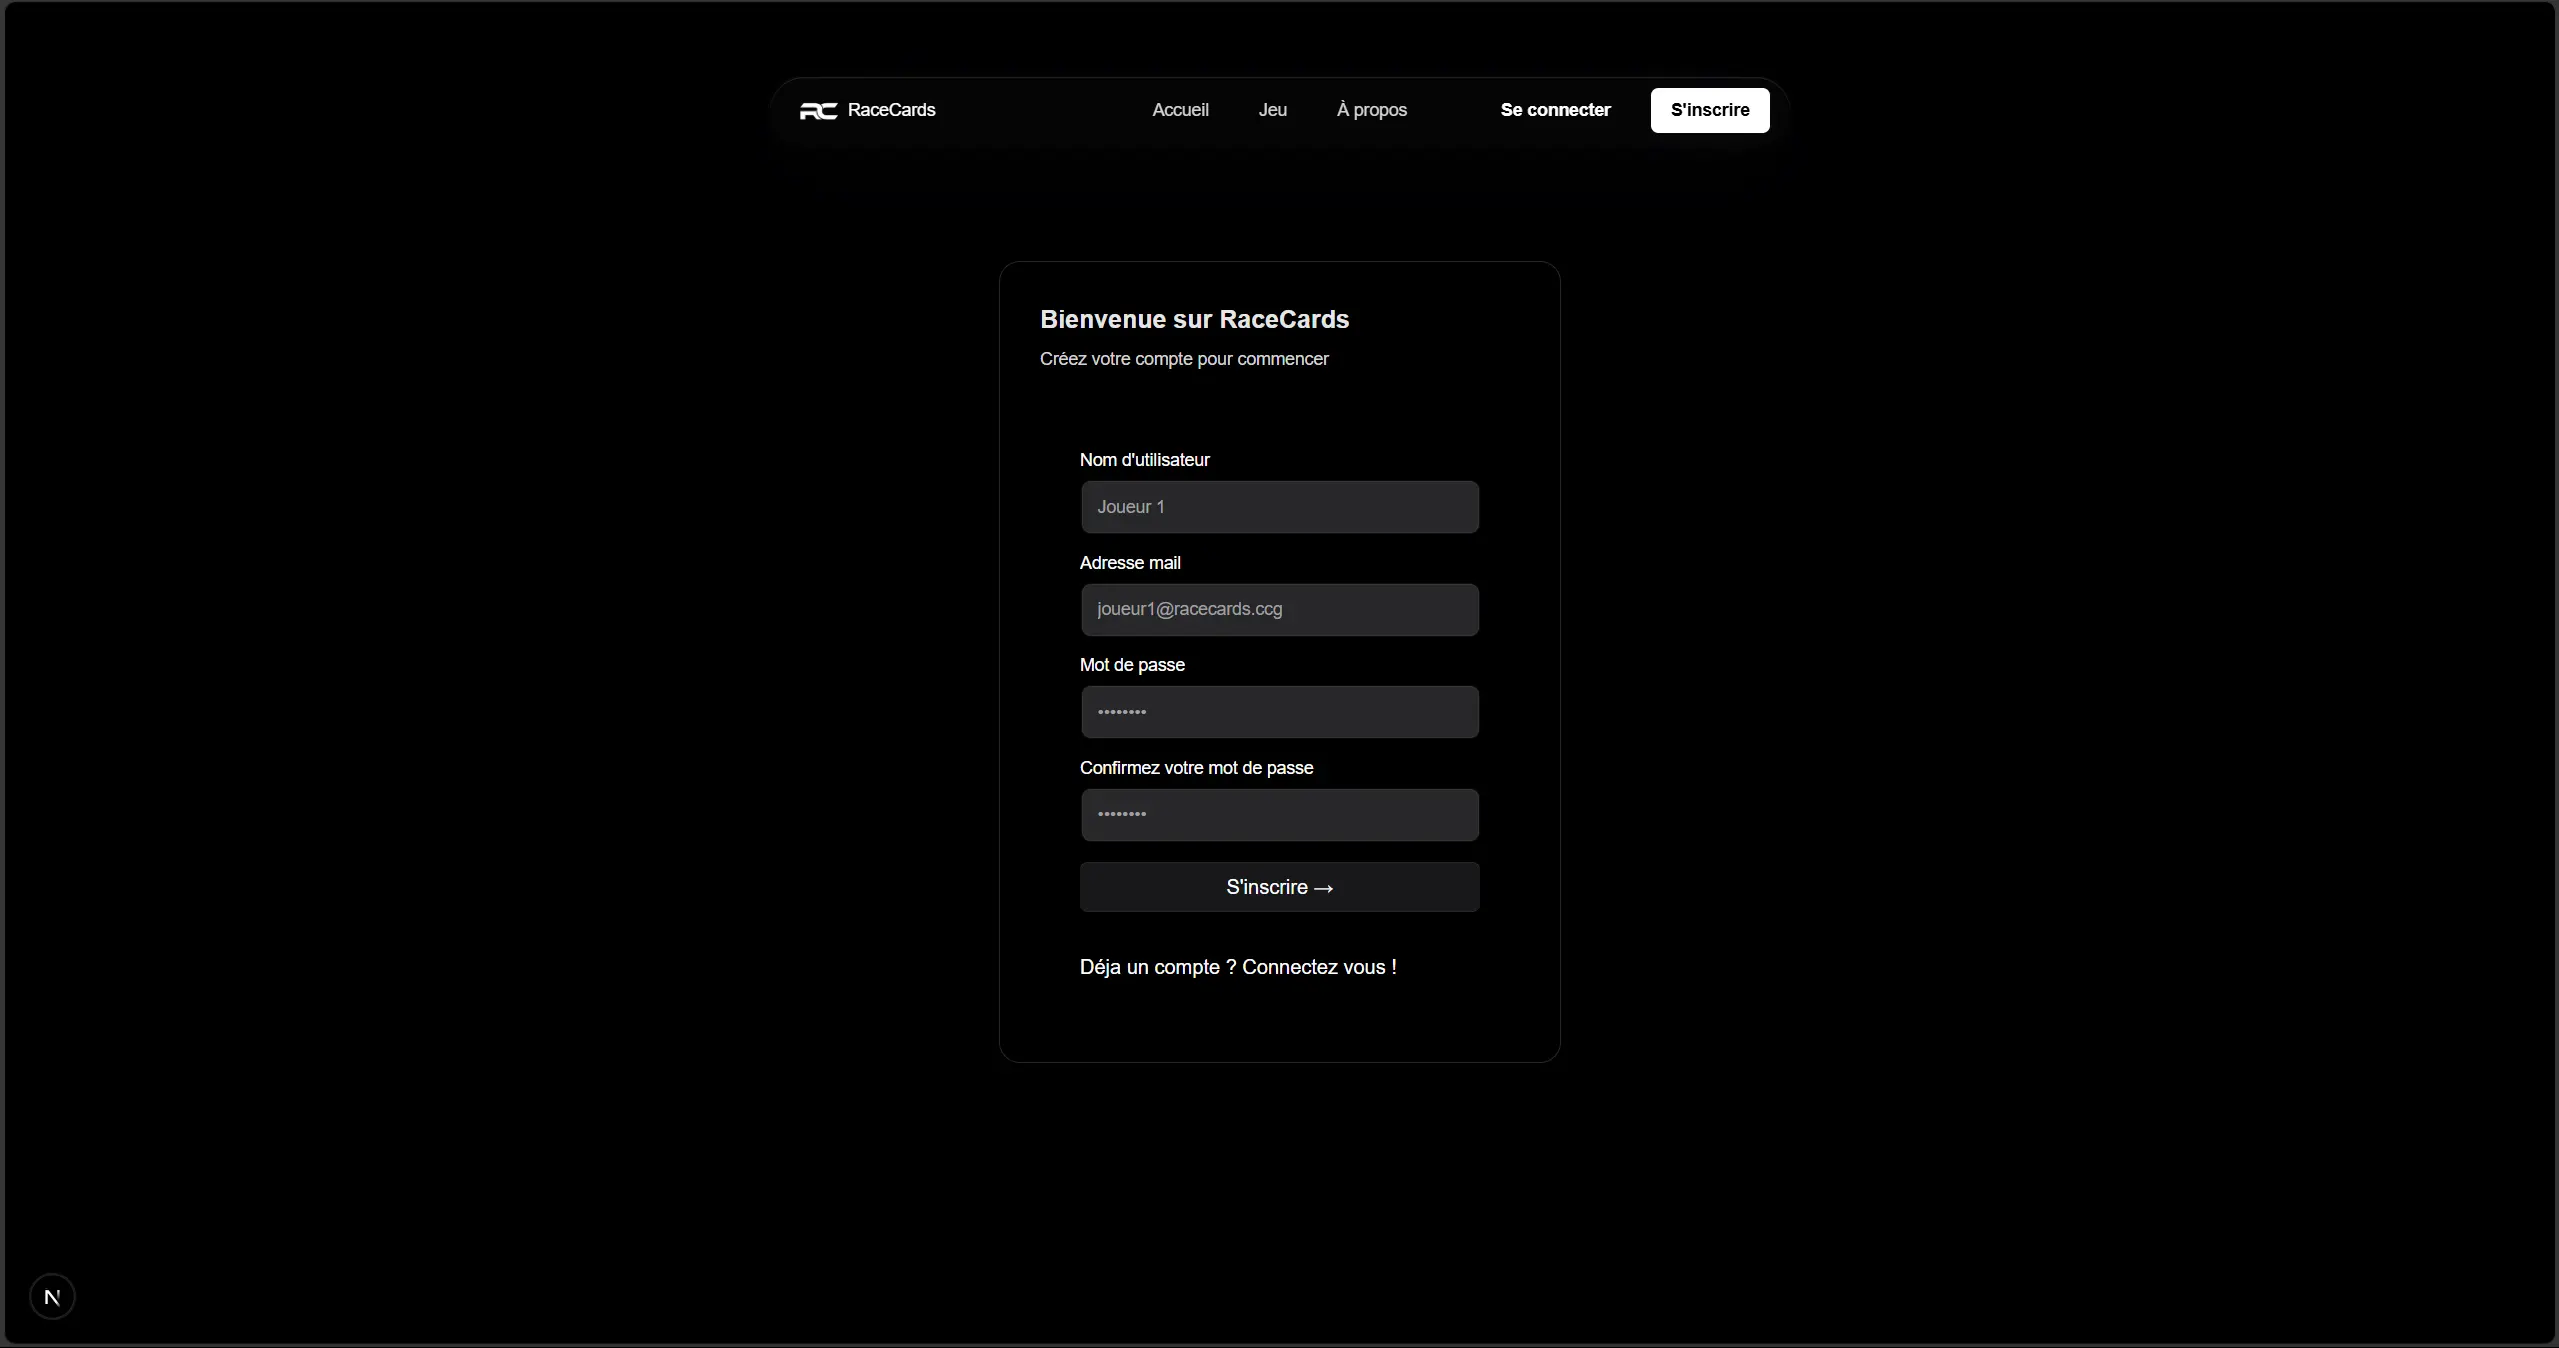 RC RaceCards Accueil Jeu À propos Se connecter S'inscrire
Bienvenue sur RaceCards
Créez votre compte pour commencer
Nom d'utilisateur
Joueur 1
Adresse mail
joueur1@racecards.ccg
Mot de passe
••••••••
Confirmez votre mot de passe
••••••••
S'inscrire →
Déja un compte ? Connectez vous !
N